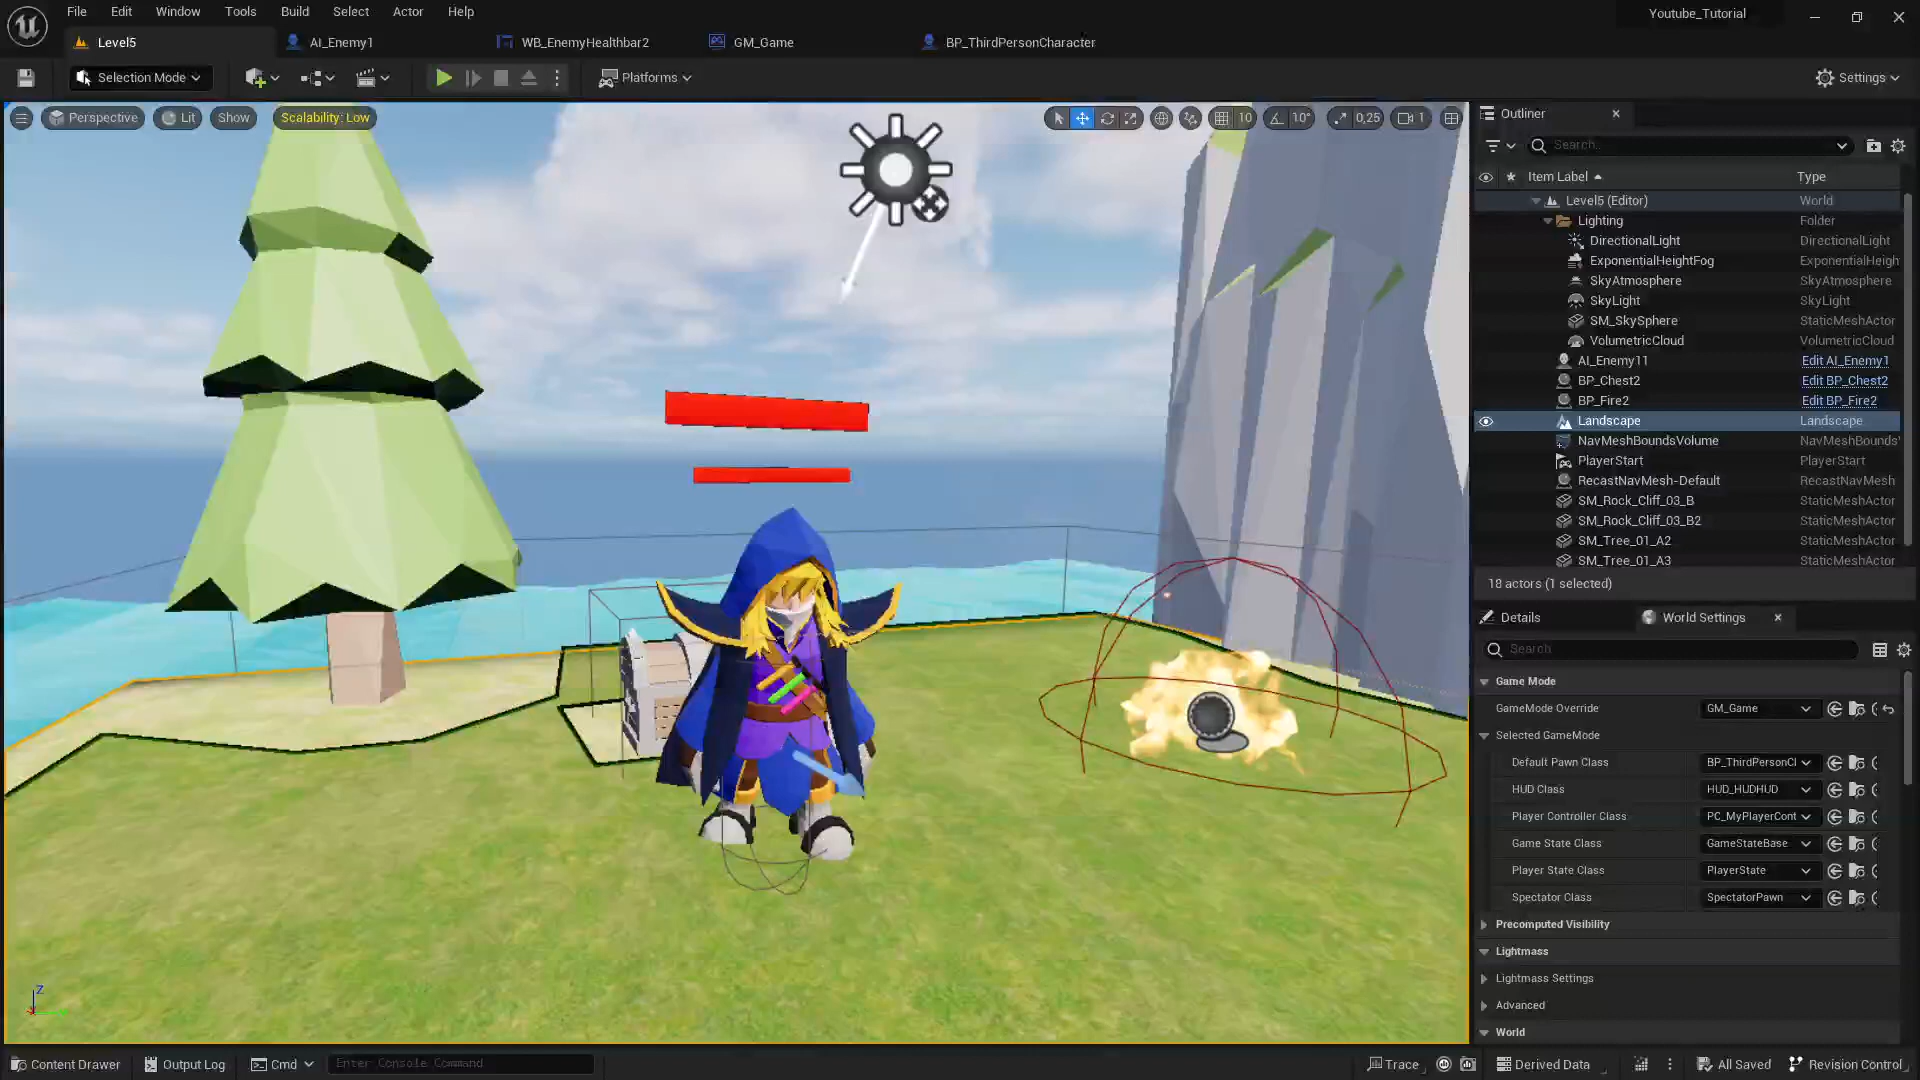 File Edit Window Tools Build Select Actor Help
Youtube_Tutorial
Level5 AI_Enemy1 WB_EnemyHealthbar2 GM_Game BP_ThirdPersonCharacter
Selection Mode Platforms Settings
Perspective Lit Show Scalability: Low 10 10° 0,25 1
Outliner
Search...
Item Label Type
Level5 (Editor) World
Lighting Folder
DirectionalLight DirectionalLight
ExponentialHeightFog ExponentialHeigh
SkyAtmosphere SkyAtmosphere
SkyLight SkyLight
SM_SkySphere StaticMeshActor
VolumetricCloud VolumetricCloud
AI_Enemy11 Edit AI_Enemy1
BP_Chest2 Edit BP_Chest2
BP_Fire2 Edit BP_Fire2
Landscape Landscape
NavMeshBoundsVolume NavMeshBounds
PlayerStart PlayerStart
RecastNavMesh-Default RecastNavMesh
SM_Rock_Cliff_03_B StaticMeshActor
SM_Rock_Cliff_03_B2 StaticMeshActor
SM_Tree_01_A2 StaticMeshActor
SM_Tree_01_A3 StaticMeshActor
18 actors (1 selected)
Details World Settings
Search
Game Mode
GameMode Override GM_Game
Selected GameMode
Default Pawn Class BP_ThirdPersonCl
HUD Class HUD_HUDHUD
Player Controller Class PC_MyPlayerCont
Game State Class GameStateBase
Player State Class PlayerState
Spectator Class SpectatorPawn
Precomputed Visibility
Lightmass
Lightmass Settings
Advanced
World
Z
Content Drawer Output Log Cmd Enter Console Command Trace Derived Data All Saved Revision Control